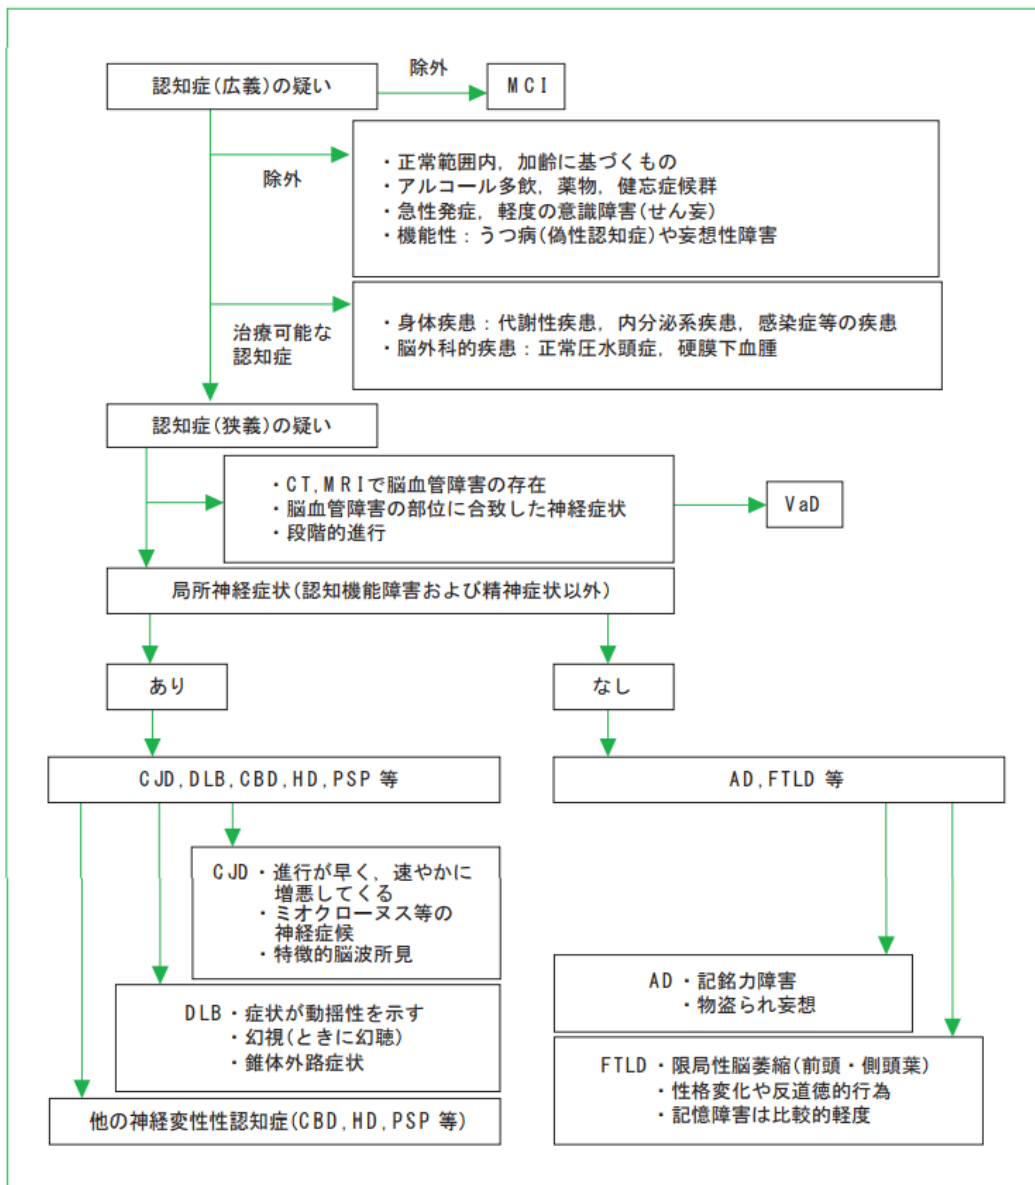 認知症(広義)の疑い
除外
MCI
除外
・正常範囲内，加齢に基づくもの
・アルコール多飲，薬物，健忘症候群
・急性発症，軽度の意識障害(せん妄)
・機能性：うつ病(偽性認知症)や妄想性障害
治療可能な
認知症
・身体疾患：代謝性疾患，内分泌系疾患，感染症等の疾患
・脳外科的疾患：正常圧水頭症，硬膜下血腫
認知症(狭義)の疑い
・CT,MRIで脳血管障害の存在
・脳血管障害の部位に合致した神経症状
・段階的進行
VaD
局所神経症状(認知機能障害および精神症状以外)
あり
なし
CJD,DLB,CBD,HD,PSP 等
AD,FTLD 等
CJD・進行が早く，速やかに
増悪してくる
・ミオクローヌス等の
神経症候
・特徴的脳波所見
DLB・症状が動揺性を示す
・幻視(ときに幻聴)
・錐体外路症状
他の神経変性性認知症(CBD,HD,PSP 等)
AD・記銘力障害
・物盗られ妄想
FTLD・限局性脳萎縮(前頭・側頭葉)
・性格変化や反道徳的行為
・記憶障害は比較的軽度